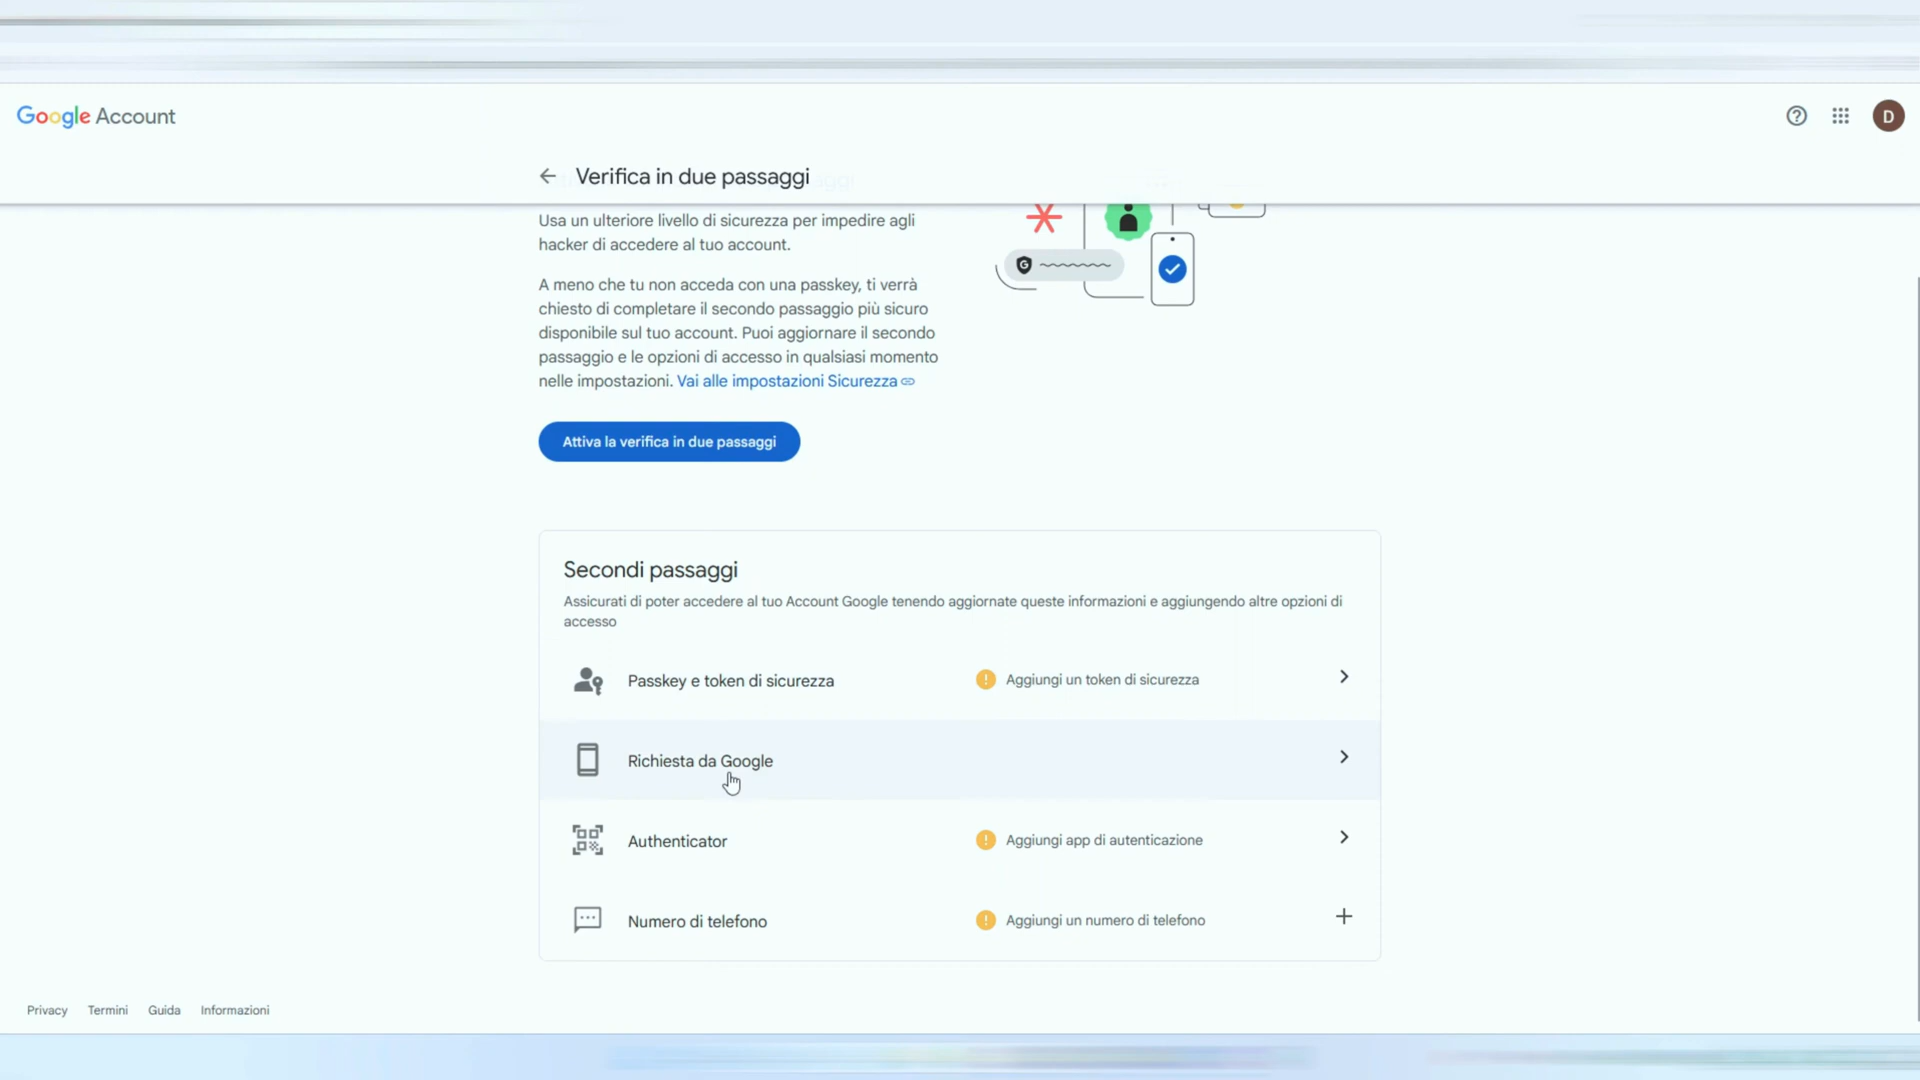 Google Account
D
Verifica in due passaggi
Usa un ulteriore livello di sicurezza per impedire agli
hacker di accedere al tuo account.
A meno che tu non acceda con una passkey, ti verrà
chiesto di completare il secondo passaggio più sicuro
disponibile sul tuo account. Puoi aggiornare il secondo
passaggio e le opzioni di accesso in qualsiasi momento
nelle impostazioni. Vai alle impostazioni Sicurezza
G
Attiva la verifica in due passaggi
Secondi passaggi
Assicurati di poter accedere al tuo Account Google tenendo aggiornate queste informazioni e aggiungendo altre opzioni di
accesso
Passkey e token di sicurezza
Aggiungi un token di sicurezza
Richiesta da Google
Authenticator
Aggiungi app di autenticazione
Numero di telefono
Aggiungi un numero di telefono
Privacy Termini Guida Informazioni